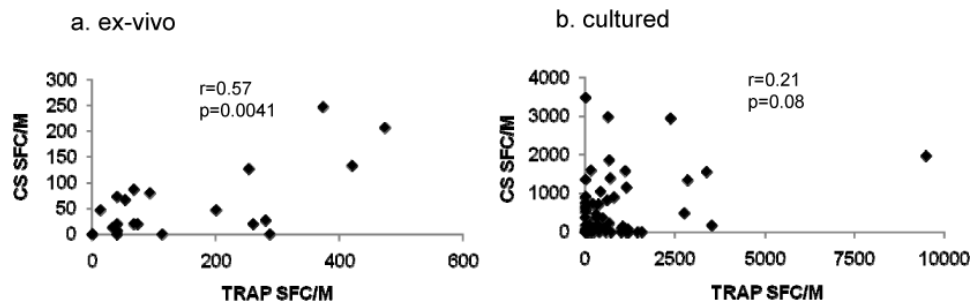 a. ex-vivo
r=0.57
p=0.0041
CS SFC/M
300
250
200
150
100
50
0
0 200 400 600
TRAP SFC/M
b. cultured
r=0.21
p=0.08
CS SFC/M
4000
3000
2000
1000
0
0 2500 5000 7500 10000
TRAP SFC/M